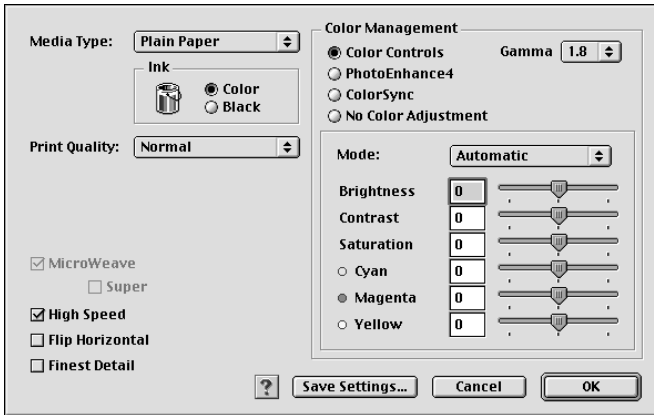 Media Type: Plain Paper
Ink
Color
Black
Print Quality: Normal
MicroWeave
Super
High Speed
Flip Horizontal
Finest Detail
Color Management
Color Controls
Gamma 1.8
PhotoEnhance4
ColorSync
No Color Adjustment
Mode: Automatic
Brightness 0
Contrast 0
Saturation 0
Cyan 0
Magenta 0
Yellow 0
? Save Settings... Cancel OK